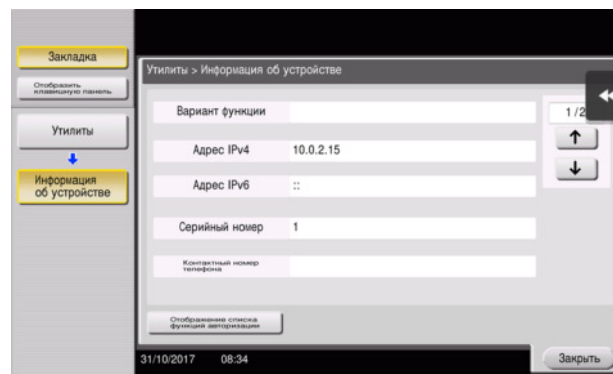 Закладка
Отобразить
клавишную панель
Утилиты
Информация
об устройстве
Утилиты > Информация об устройстве
Вариант функции
Адрес IPv4 10.0.2.15
Адрес IPv6 ::
Серийный номер 1
Контактный номер
телефона
1/2
Отображение списка
функций авторизации
31/10/2017 08:34
Закрыть